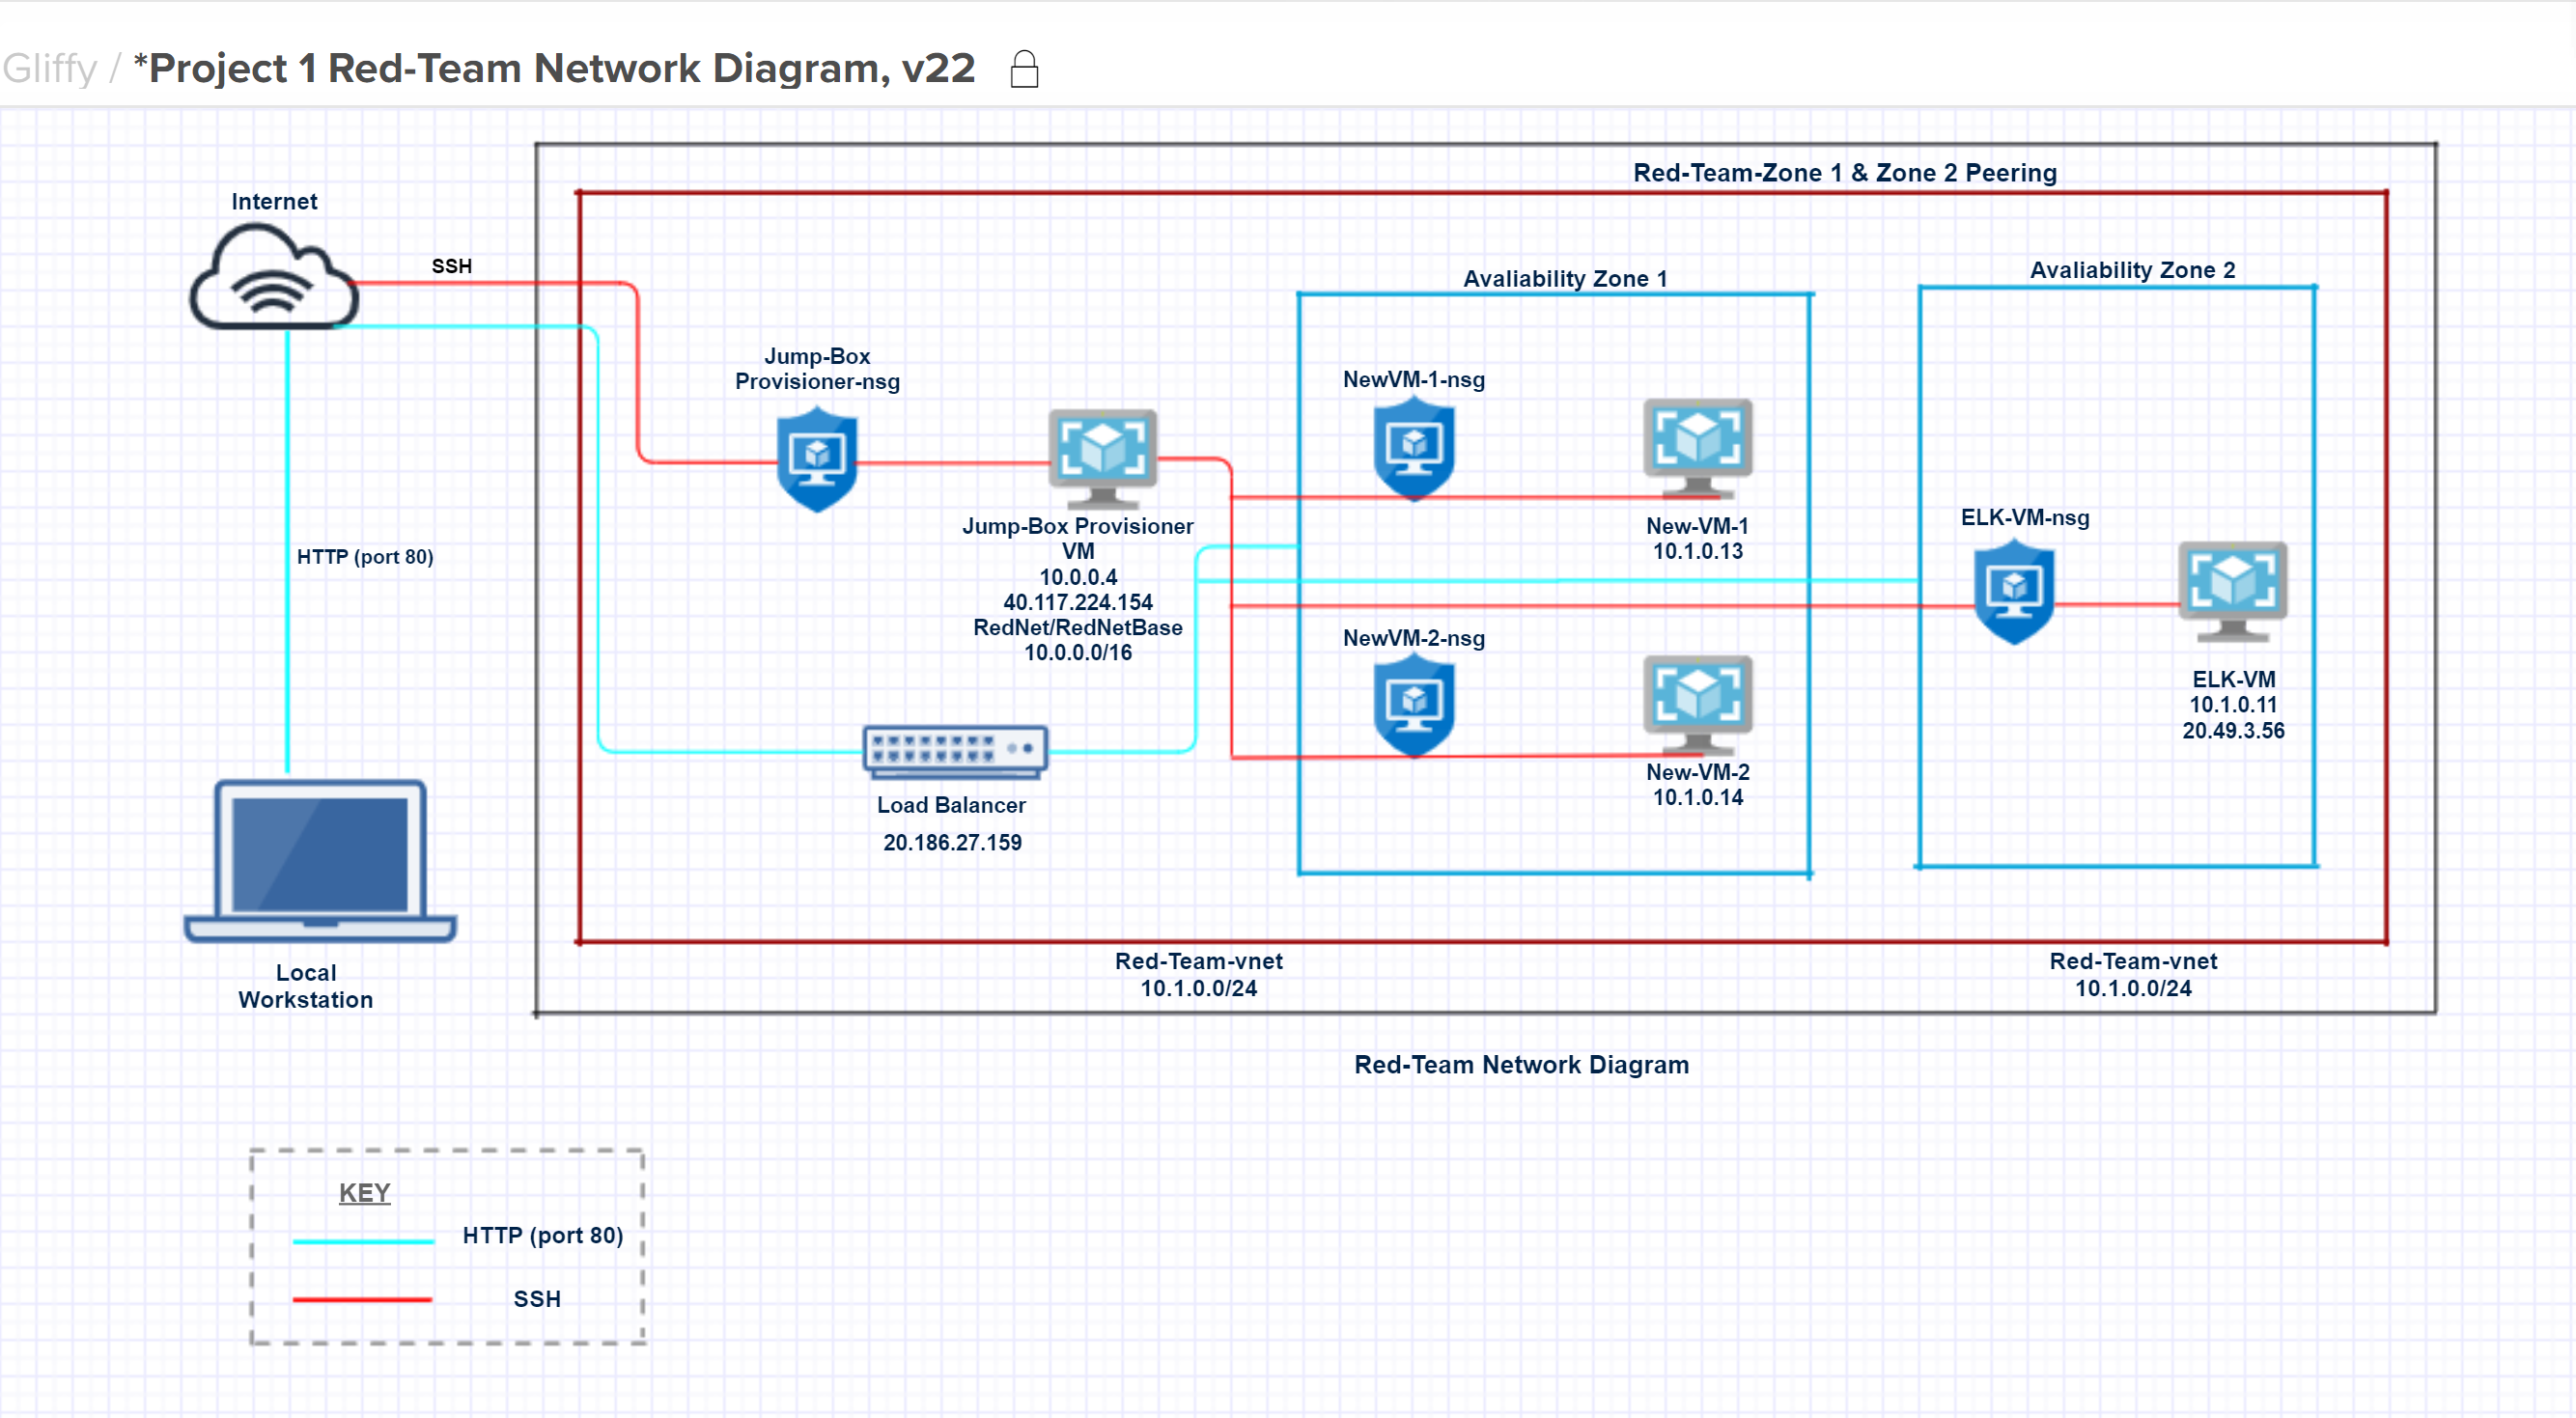 Gliffy / *Project 1 Red-Team Network Diagram, v22
Red-Team-Zone 1 & Zone 2 Peering
Internet
SSH
Avaliability Zone 1
Avaliability Zone 2
Jump-Box
Provisioner-nsg
NewVM-1-nsg
Jump-Box Provisioner
VM
10.0.0.4
40.117.224.154
RedNet/RedNetBase
10.0.0.0/16
New-VM-1
10.1.0.13
ELK-VM-nsg
HTTP (port 80)
NewVM-2-nsg
ELK-VM
10.1.0.11
20.49.3.56
New-VM-2
10.1.0.14
Load Balancer
20.186.27.159
Local
Workstation
Red-Team-vnet
10.1.0.0/24
Red-Team-vnet
10.1.0.0/24
Red-Team Network Diagram
KEY
HTTP (port 80)
SSH